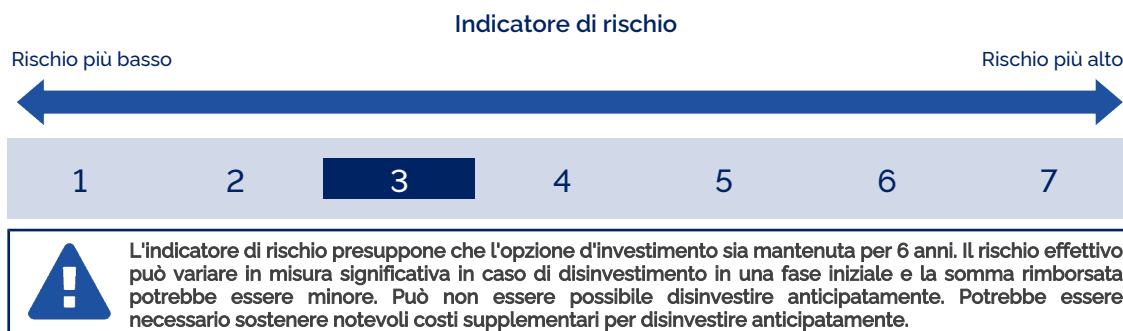 Indicatore di rischio
Rischio più basso Rischio più alto
1 2 3 4 5 6 7
L'indicatore di rischio presuppone che l'opzione d'investimento sia mantenuta per 6 anni. Il rischio effettivo
può variare in misura significativa in caso di disinvestimento in una fase iniziale e la somma rimborsata
potrebbe essere minore. Può non essere possibile disinvestire anticipatamente. Potrebbe essere
necessario sostenere notevoli costi supplementari per disinvestire anticipatamente.